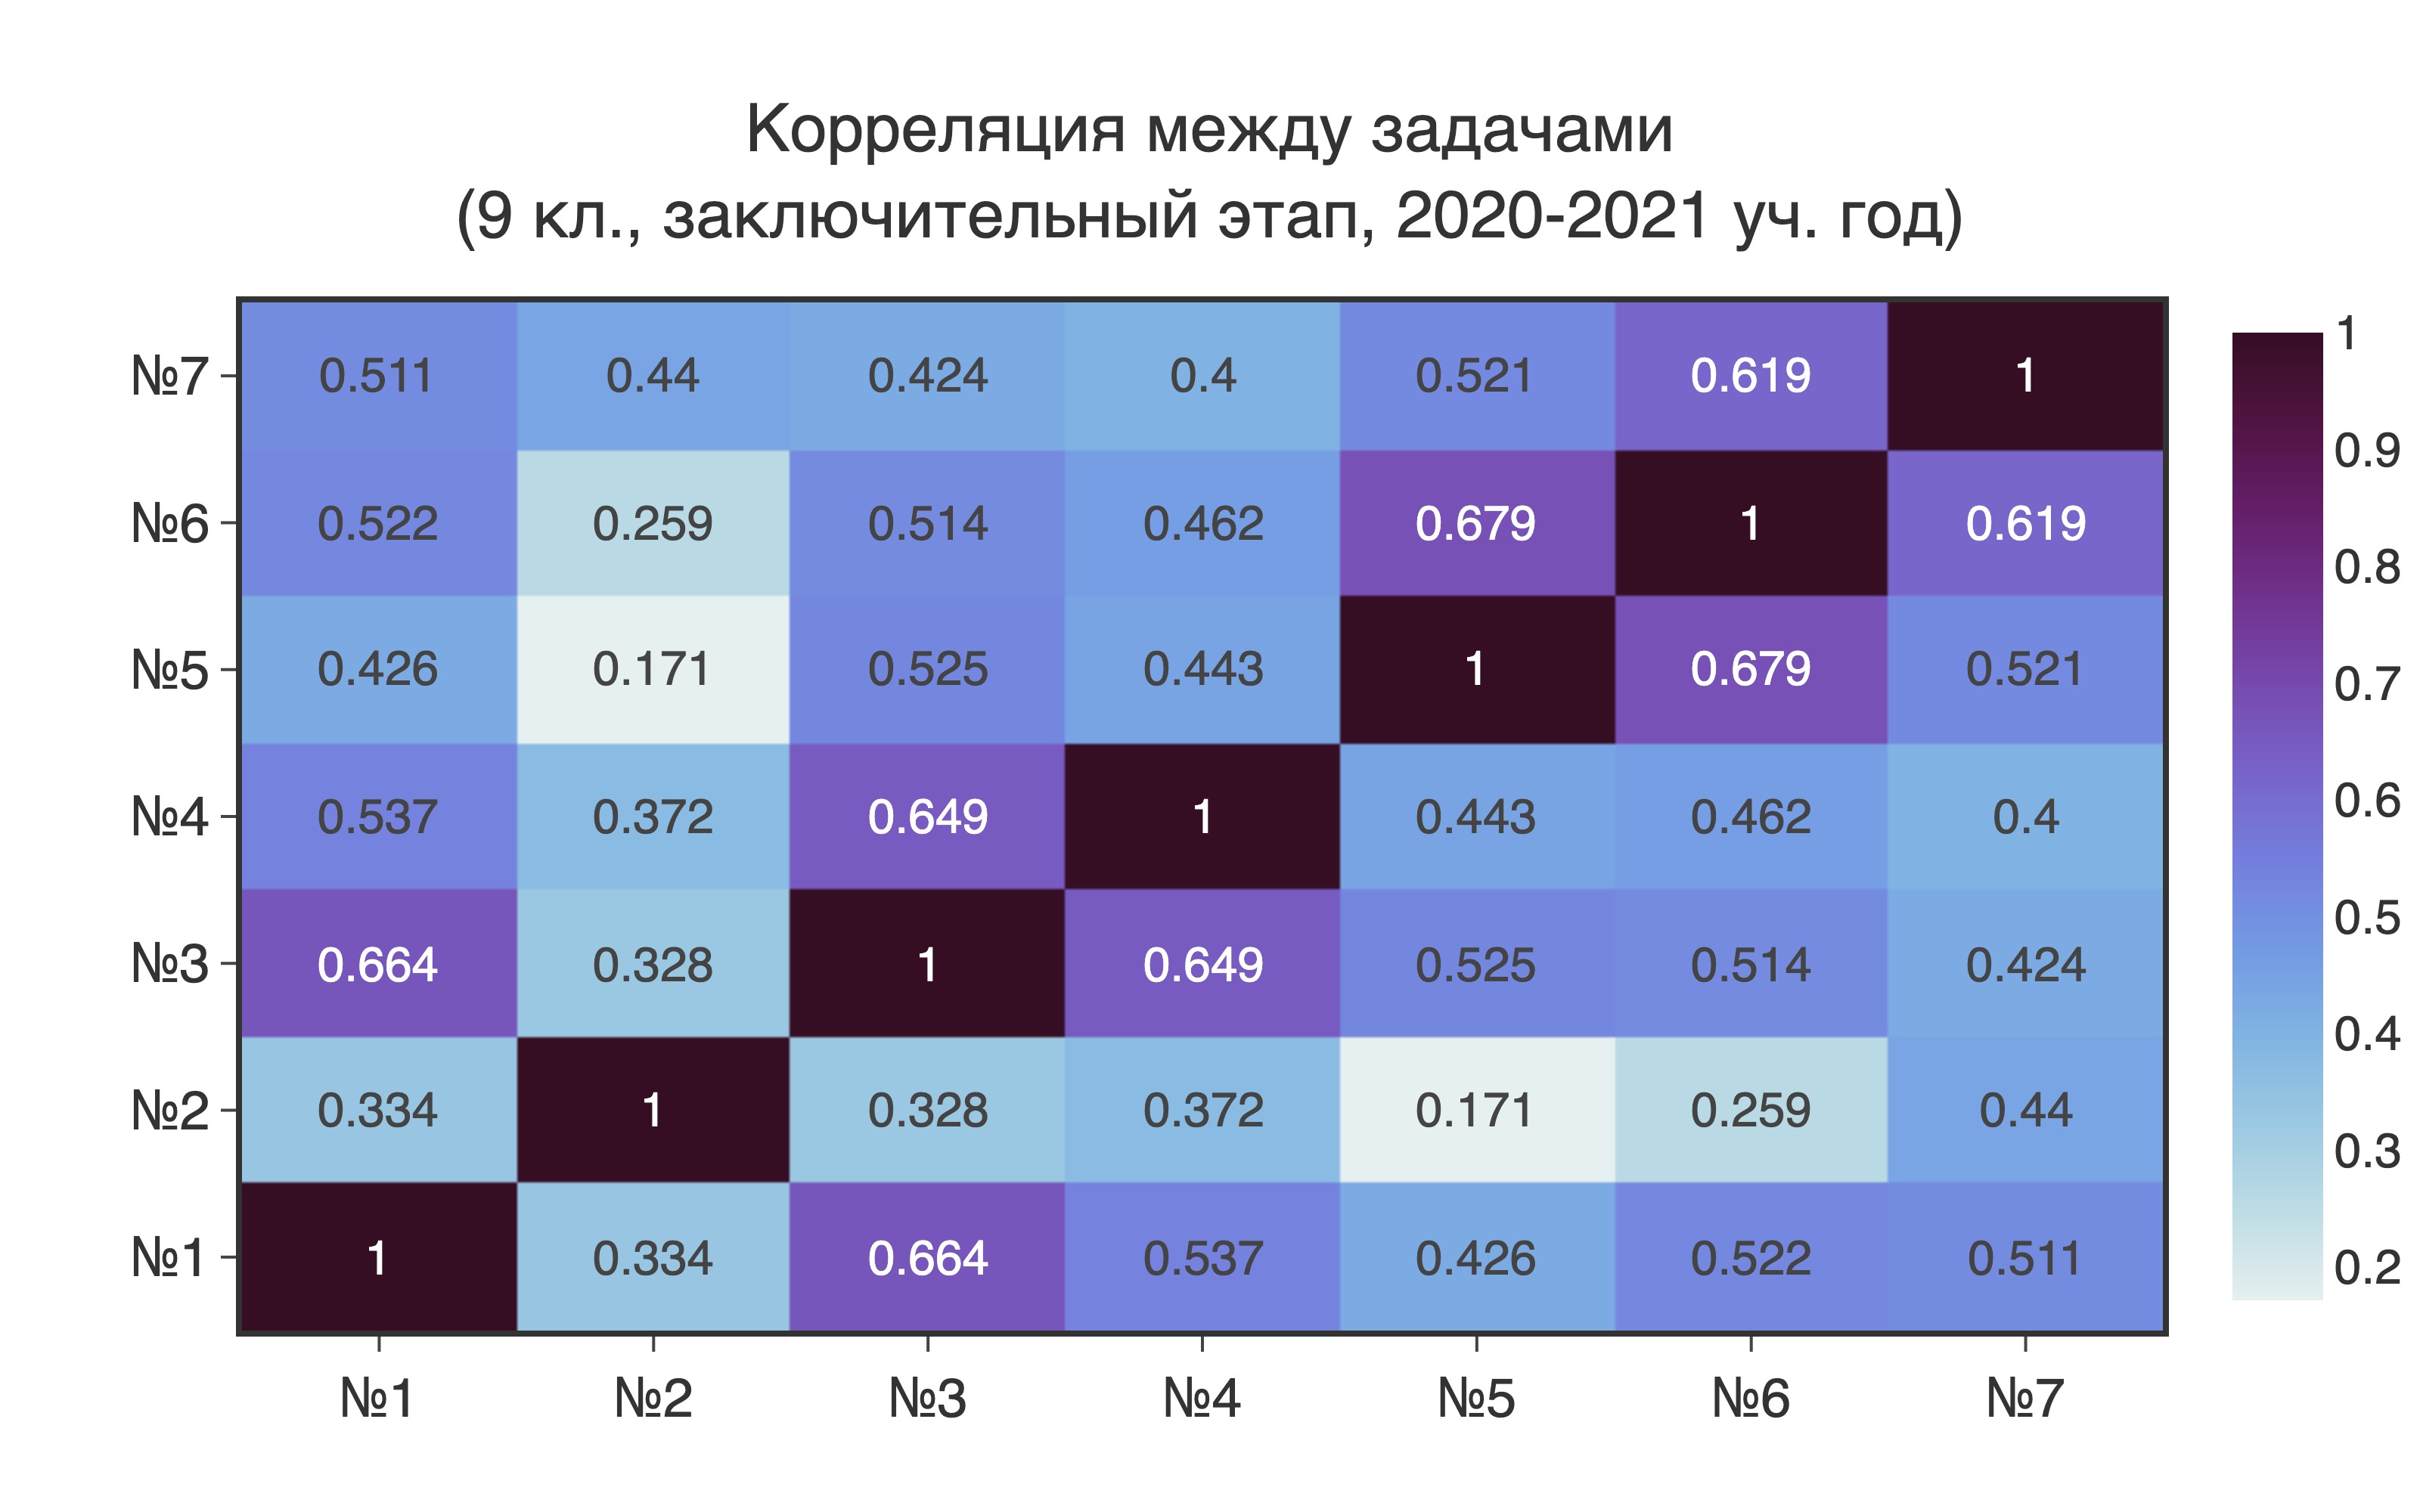 Корреляция между задачами
(9 кл., заключительный этап, 2020-2021 уч. год)
№7 0.511 0.44 0.424 0.4 0.521 0.619 1
№6 0.522 0.259 0.514 0.462 0.679 1 0.619
№5 0.426 0.171 0.525 0.443 1 0.679 0.521
№4 0.537 0.372 0.649 1 0.443 0.462 0.4
№3 0.664 0.328 1 0.649 0.525 0.514 0.424
№2 0.334 1 0.328 0.372 0.171 0.259 0.44
№1 1 0.334 0.664 0.537 0.426 0.522 0.511
№1 №2 №3 №4 №5 №6 №7
1
0.9
0.8
0.7
0.6
0.5
0.4
0.3
0.2